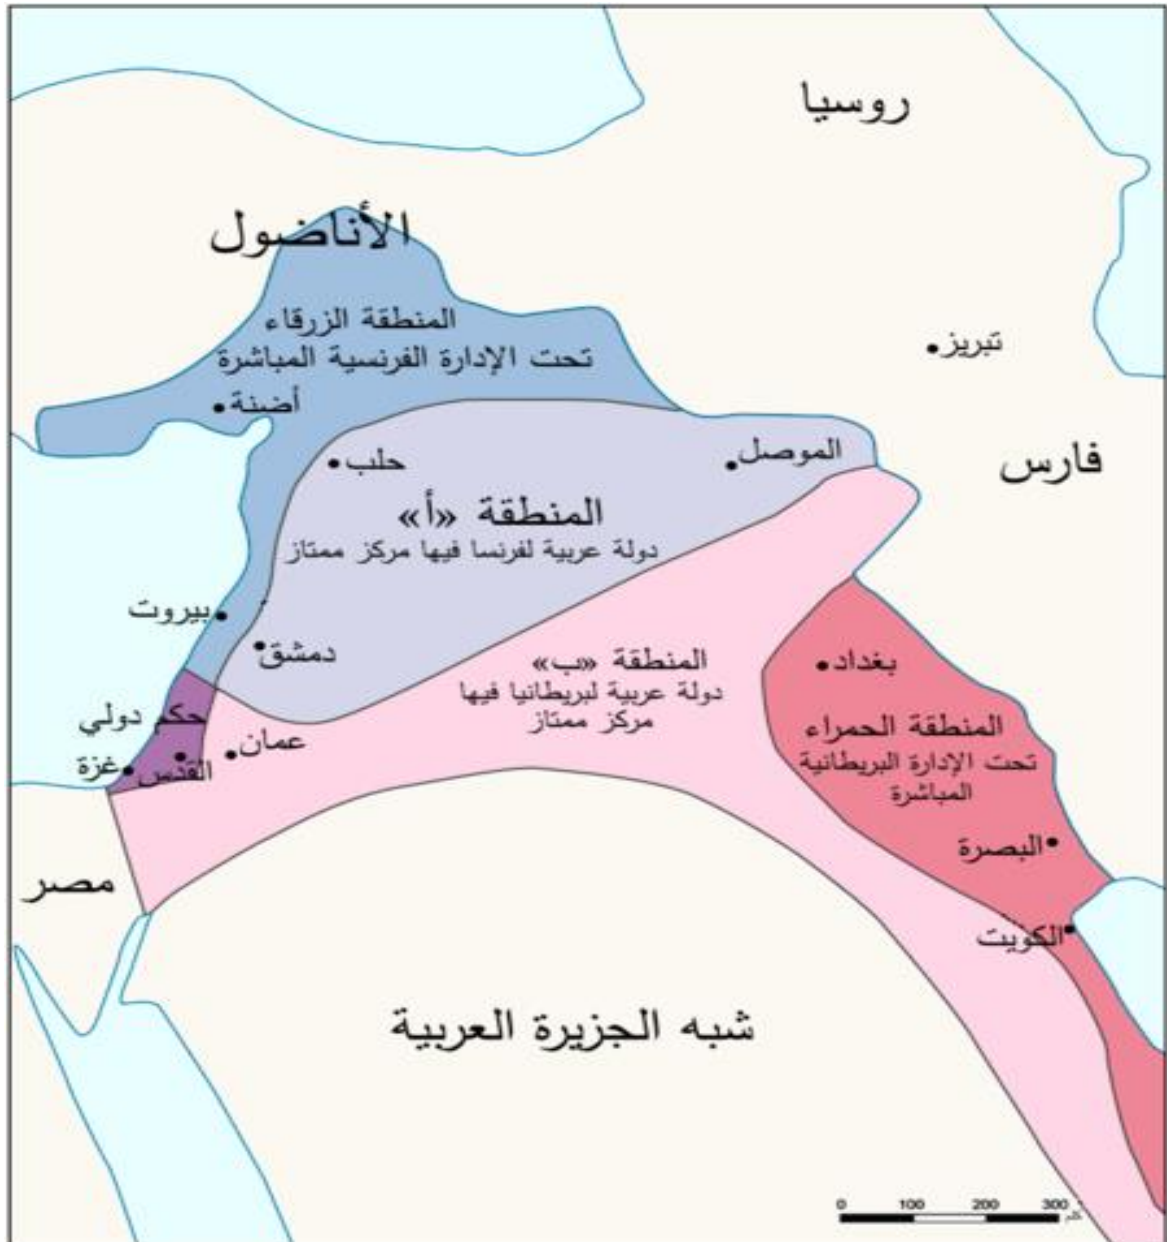 روسيا
الأناضول
المنطقة الزرقاء
تحت الإدارة الفرنسية المباشرة
تبريز
أضنة
فارس
حلب
الموصل
المنطقة «أ»
دولة عربية لفرنسا فيها مركز ممتاز
بيروت
دمشق
المنطقة «ب»
دولة عربية لبريطانيا فيها
مركز ممتاز
بغداد
حكم دولي
عمان
القدس
غزة
المنطقة الحمراء
تحت الإدارة البريطانية
المباشرة
البصرة
مصر
الكويت
شبه الجزيرة العربية
0 100 200 300
كم